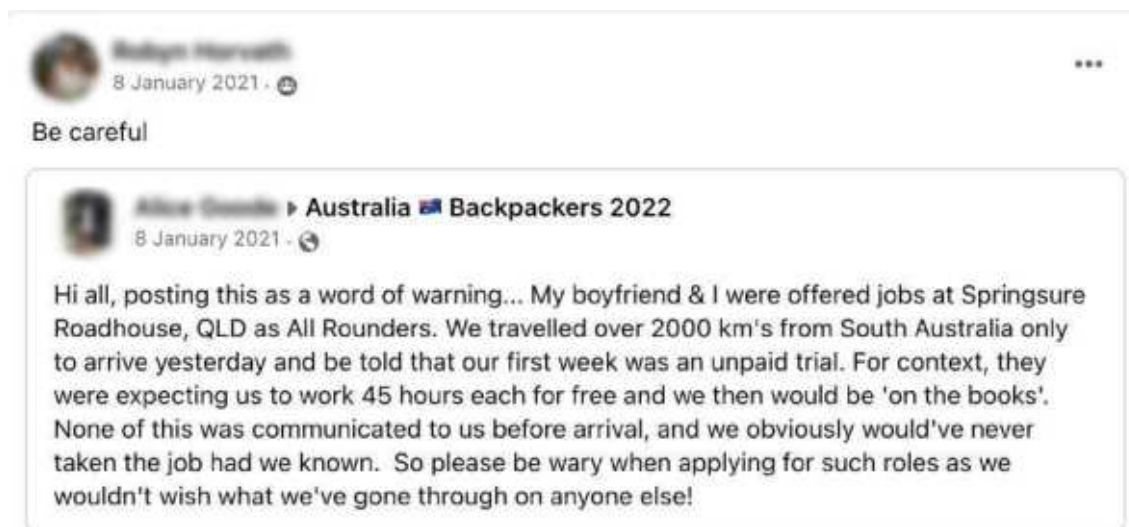 8 January 2021 ·
Be careful
▸ Australia 🇦🇺 Backpackers 2022
8 January 2021 ·
Hi all, posting this as a word of warning... My boyfriend & I were offered jobs at Springsure
Roadhouse, QLD as All Rounders. We travelled over 2000 km's from South Australia only
to arrive yesterday and be told that our first week was an unpaid trial. For context, they
were expecting us to work 45 hours each for free and we then would be 'on the books'.
None of this was communicated to us before arrival, and we obviously would've never
taken the job had we known.  So please be wary when applying for such roles as we
wouldn't wish what we've gone through on anyone else!